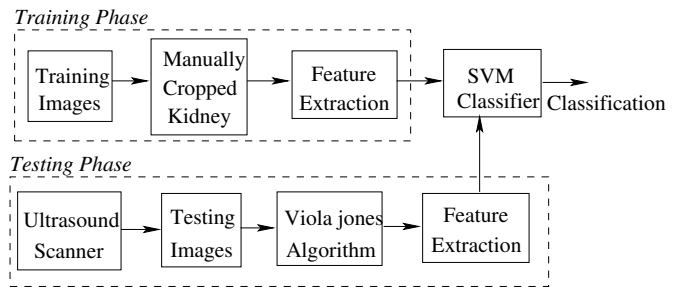 Training Phase
Training
Images
Manually
Cropped
Kidney
Feature
Extraction
SVM
Classifier
Classification
Testing Phase
Ultrasound
Scanner
Testing
Images
Viola jones
Algorithm
Feature
Extraction